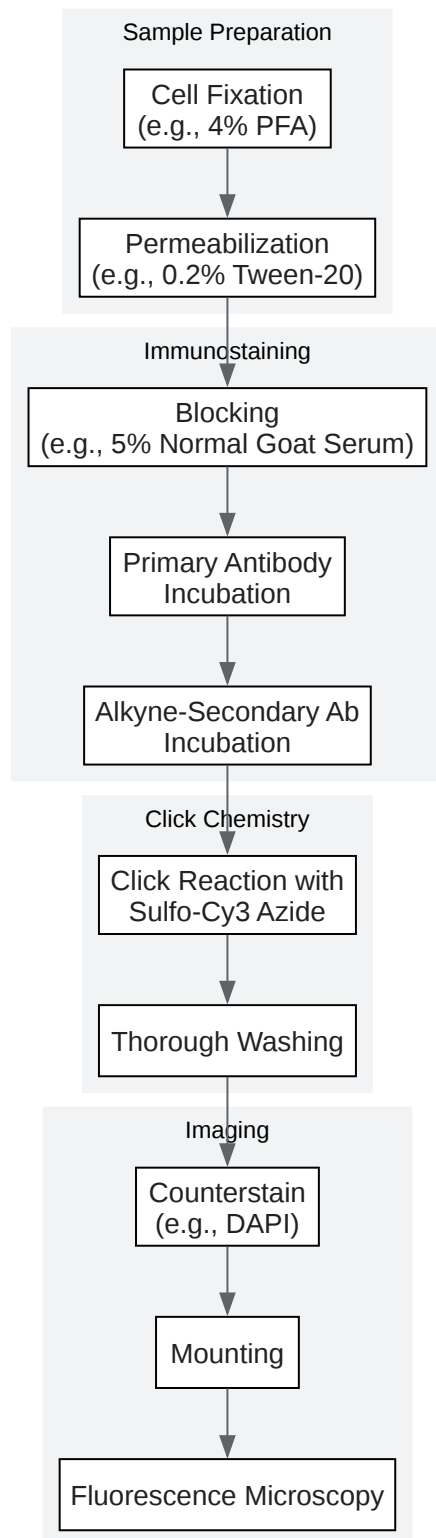 Sample Preparation
Cell Fixation
(e.g., 4% PFA)
Permeabilization
(e.g., 0.2% Tween-20)
Immunostaining
Blocking
(e.g., 5% Normal Goat Serum)
Primary Antibody
Incubation
Alkyne-Secondary Ab
Incubation
Click Chemistry
Click Reaction with
Sulfo-Cy3 Azide
Thorough Washing
Imaging
Counterstain
(e.g., DAPI)
Mounting
Fluorescence Microscopy